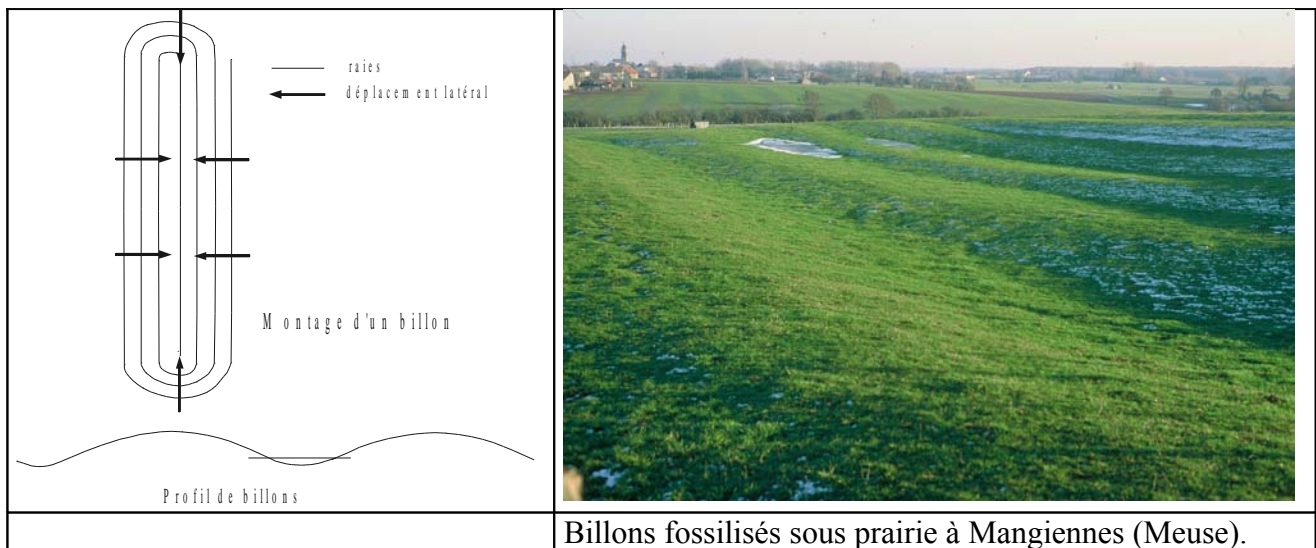 raies
déplacement latéral
Montage d'un billon
Profil de billons
Billons fossilisés sous prairie à Mangiennes (Meuse).